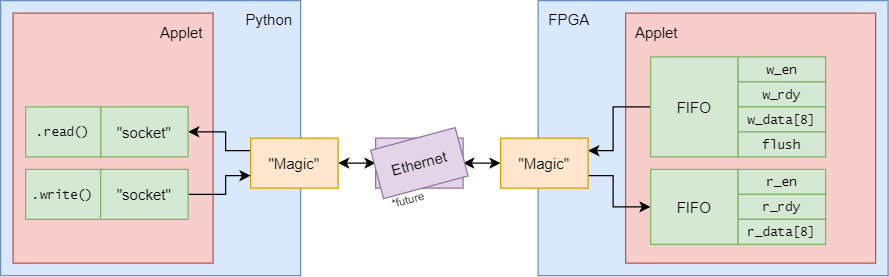 Python
Applet
.read()
"socket"
.write()
"socket"
"Magic"
Ethernet
*future
"Magic"
FPGA
Applet
FIFO
w_en
w_rdy
w_data[8]
flush
FIFO
r_en
r_rdy
r_data[8]